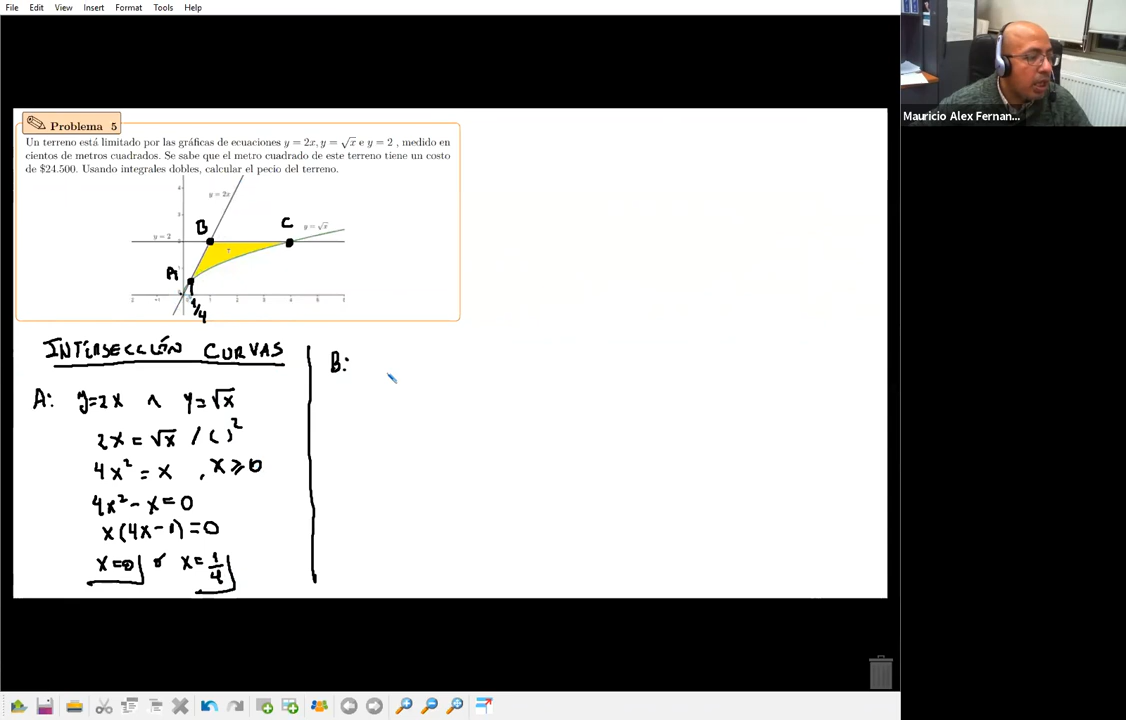 File Edit View Insert Format Tools Help
Mauricio Alex Fernan...
Problema 5
Un terreno está limitado por las gráficas de ecuaciones y = 2x, y = √x e y = 2 , medido en
cientos de metros cuadrados. Se sabe que el metro cuadrado de este terreno tiene un costo
de $24.500. Usando integrales dobles, calcular el pecio del terreno.
y = 2x
B C
y = √x
y = 2
A
1/4
INTERSECCIÓN CURVAS
B:
A: y=2x ∧ y=√x
2x = √x / ( )²
4x² = x , x ≥ 0
4x² - x = 0
x(4x - 1) = 0
x=0 o x= 1/4